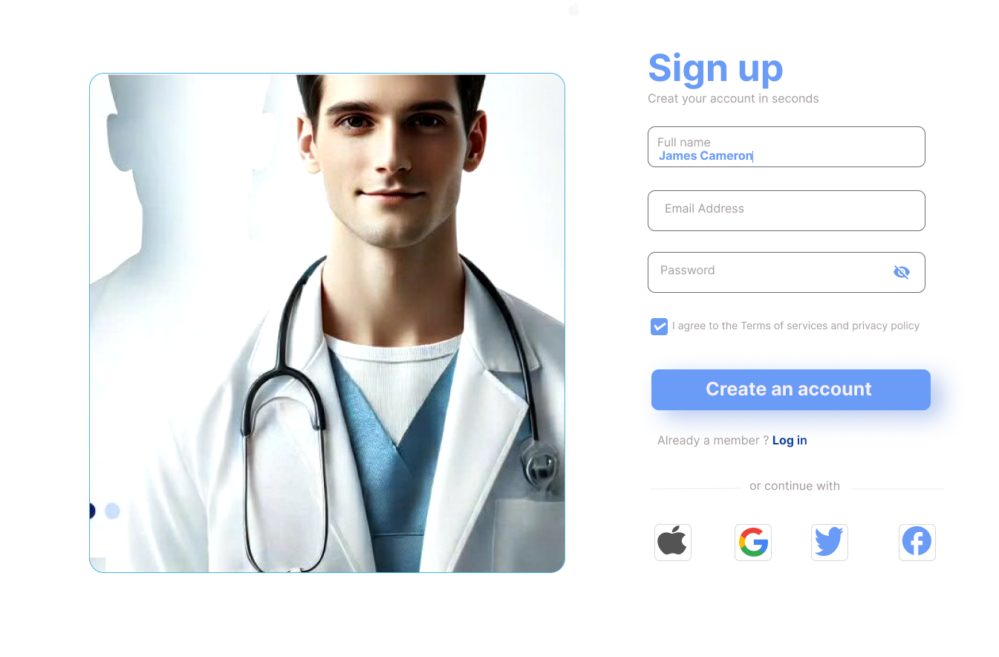 Sign up
Creat your account in seconds
Full name
James Cameron
Email Address
Password
I agree to the Terms of services and privacy policy
Create an account
Already a member ? Log in
or continue with